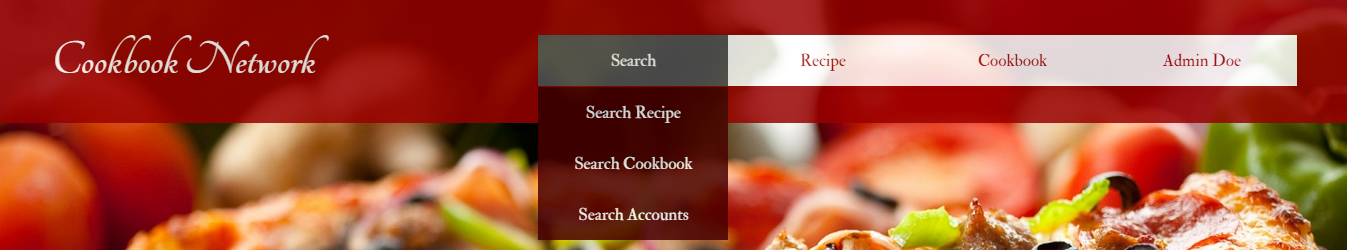 Cookbook Network
Search Recipe Cookbook Admin Doe
Search Recipe
Search Cookbook
Search Accounts